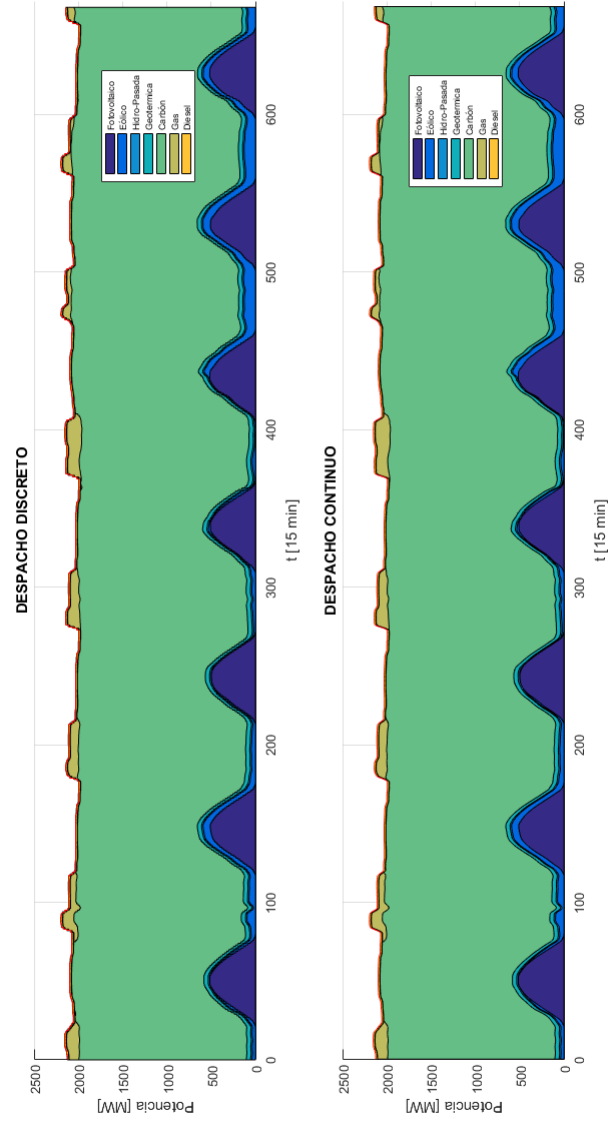 DESPACHO DISCRETO
2500
2000
1500
1000
500
0
Potencia [MW]
0
100
200
300
400
500
600
t [15 min]
Fotovoltaico
Eólico
Hidro-Pasada
Geotermica
Carbón
Gas
Diesel
DESPACHO CONTINUO
2500
2000
1500
1000
500
0
Potencia [MW]
0
100
200
300
400
500
600
t [15 min]
Fotovoltaico
Eólico
Hidro-Pasada
Geotermica
Carbón
Gas
Diesel